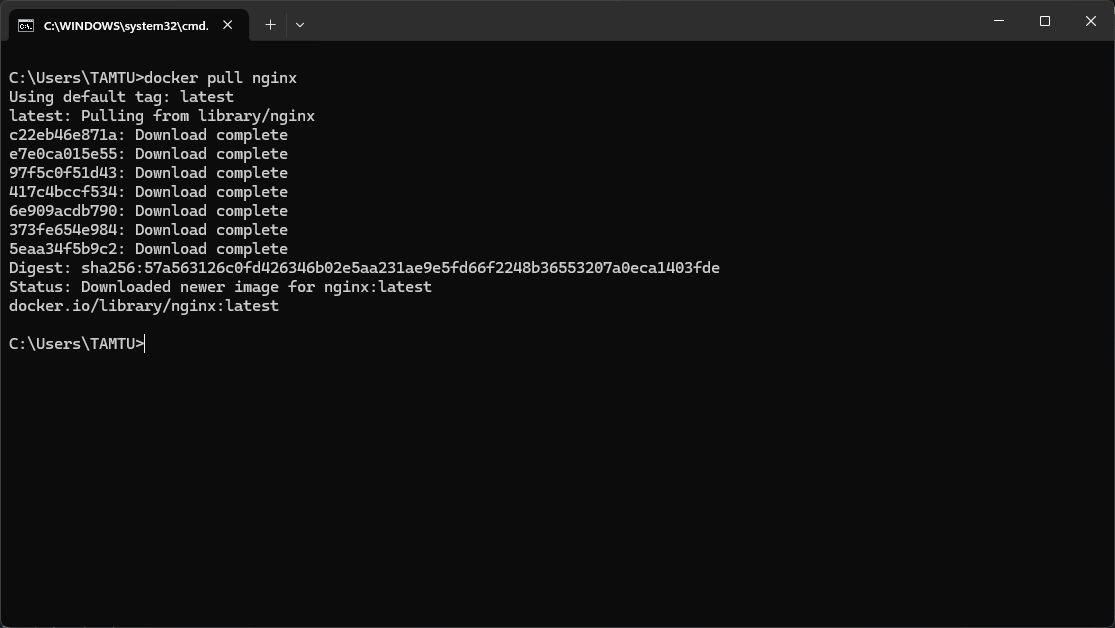 C:\WINDOWS\system32\cmd.
C:\Users\TAMTU>docker pull nginx
Using default tag: latest
latest: Pulling from library/nginx
c22eb46e871a: Download complete
e7e0ca015e55: Download complete
97f5c0f51d43: Download complete
417c4bccf534: Download complete
6e909acdb790: Download complete
373fe654e984: Download complete
5eaa34f5b9c2: Download complete
Digest: sha256:57a563126c0fd426346b02e5aa231ae9e5fd66f2248b36553207a0eca1403fde
Status: Downloaded newer image for nginx:latest
docker.io/library/nginx:latest
C:\Users\TAMTU>